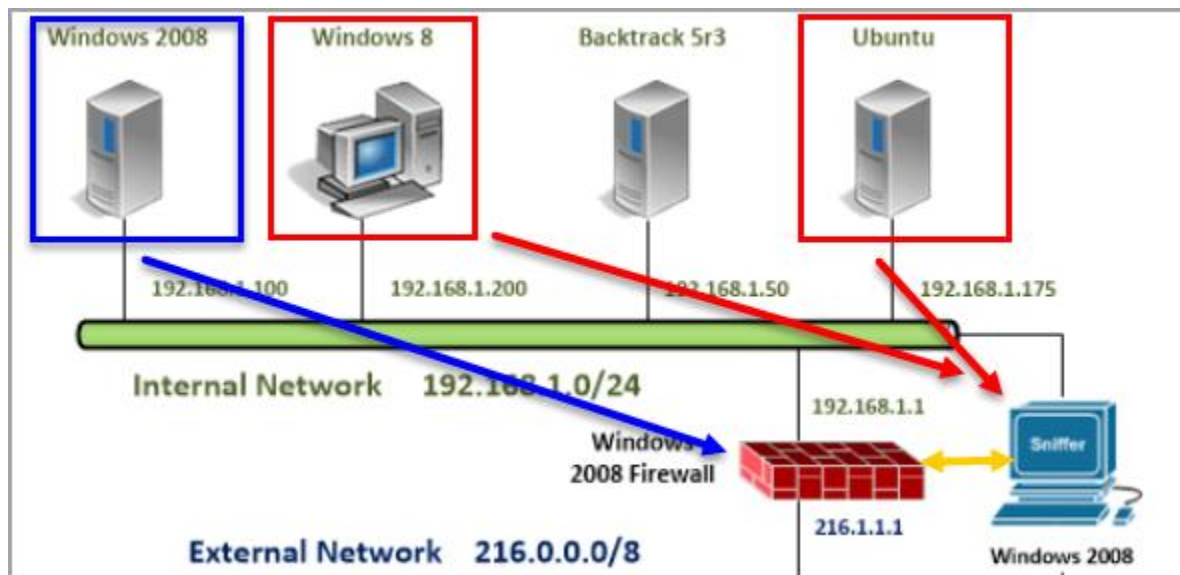 Windows 2008
Windows 8
Backtrack 5r3
Ubuntu
192.168.1.100
192.168.1.200
192.168.1.50
192.168.1.175
Internal Network 192.168.1.0/24
192.168.1.1
Windows
2008 Firewall
Sniffer
216.1.1.1
External Network 216.0.0.0/8
Windows 2008